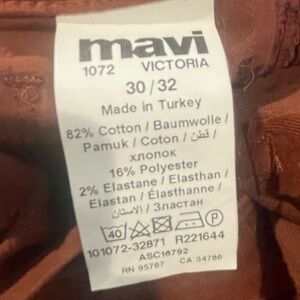 mavi
1072 VICTORIA
30 / 32
Made in Turkey
82% Cotton / Baumwolle /
Pamuk / Coton / قطن /
хлопок
16% Polyester
2% Elastane / Elasthan /
Elastan / Élasthanne /
الاستان / Эластан
40 P
101072-32871 R221644
ASC16792
RN 95767 CA 34786